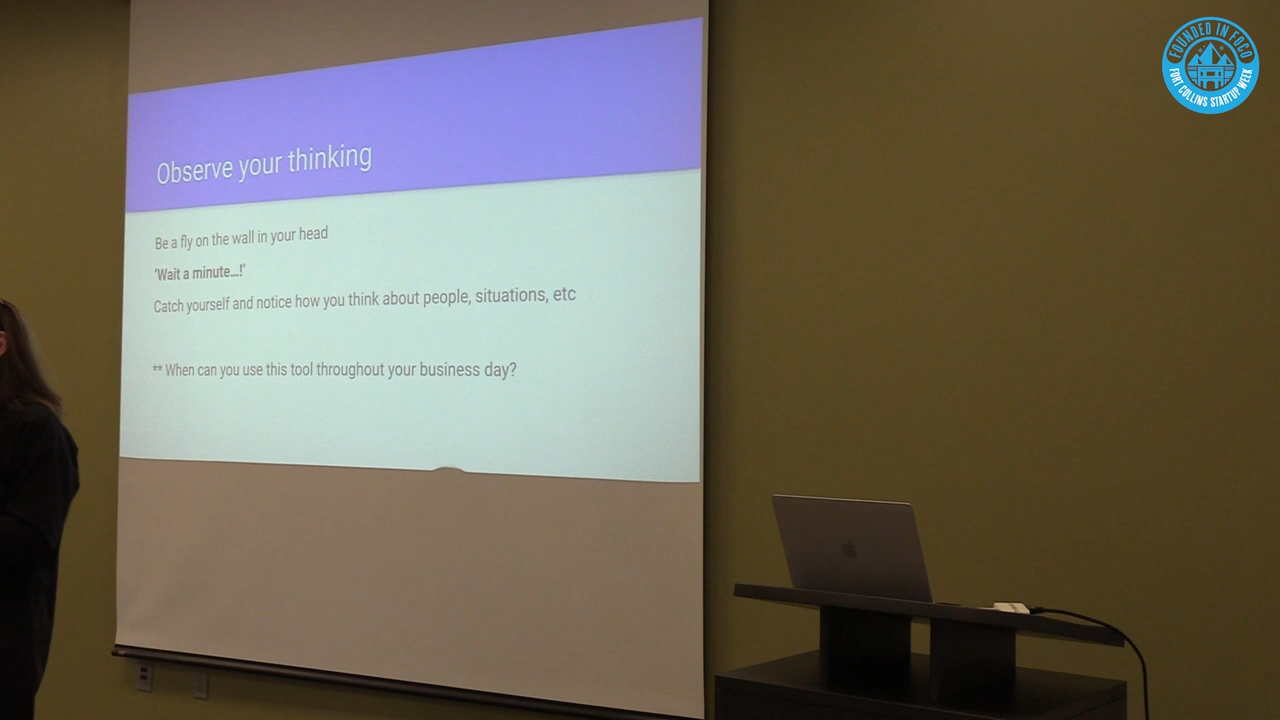 FOUNDED IN FOCO
FORT COLLINS STARTUP WEEK
Observe your thinking
Be a fly on the wall in your head
'Wait a minute...!'
Catch yourself and notice how you think about people, situations, etc
** When can you use this tool throughout your business day?